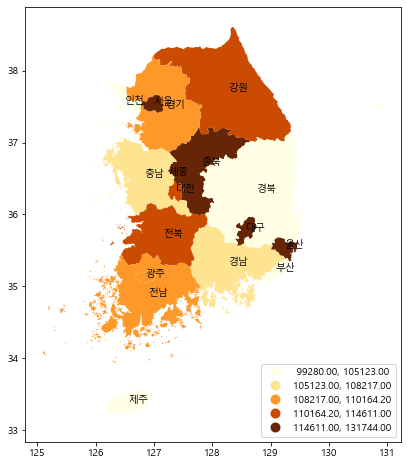 38
37
36
35
34
33
125
126
127
128
129
130
131
강원
인천
서울
경기
충북
세종
충남
대전
경북
대구
울산
전북
경남
부산
광주
전남
제주
99280.00, 105123.00
105123.00, 108217.00
108217.00, 110164.20
110164.20, 114611.00
114611.00, 131744.00